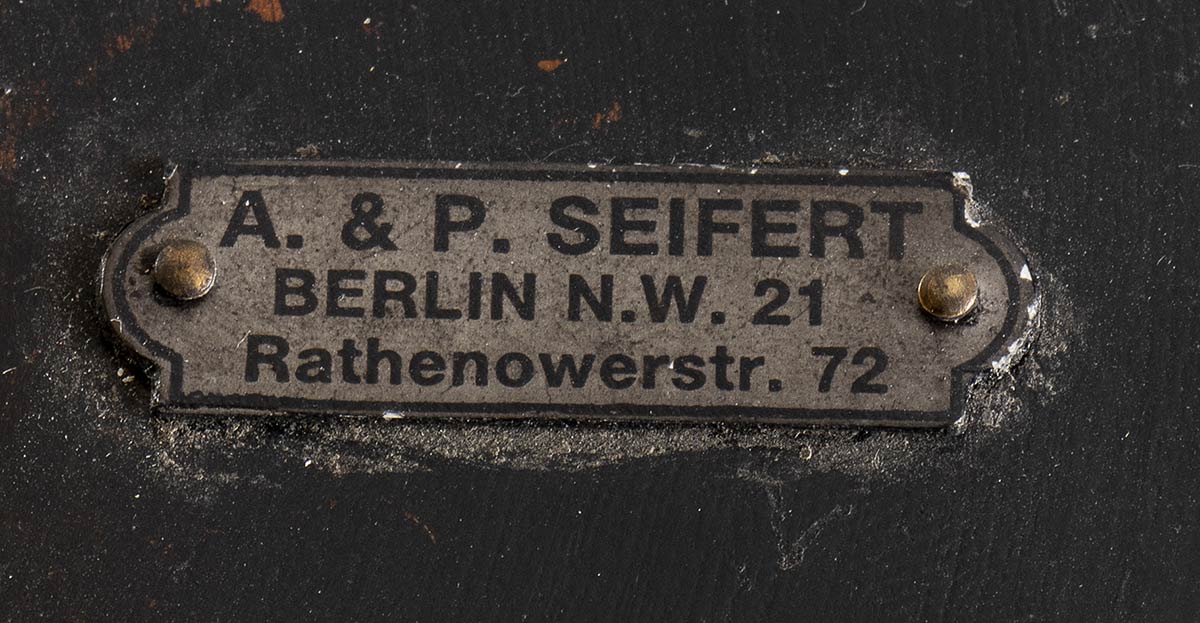 A. & P. SEIFERT
BERLIN N.W. 21
Rathenowerstr. 72